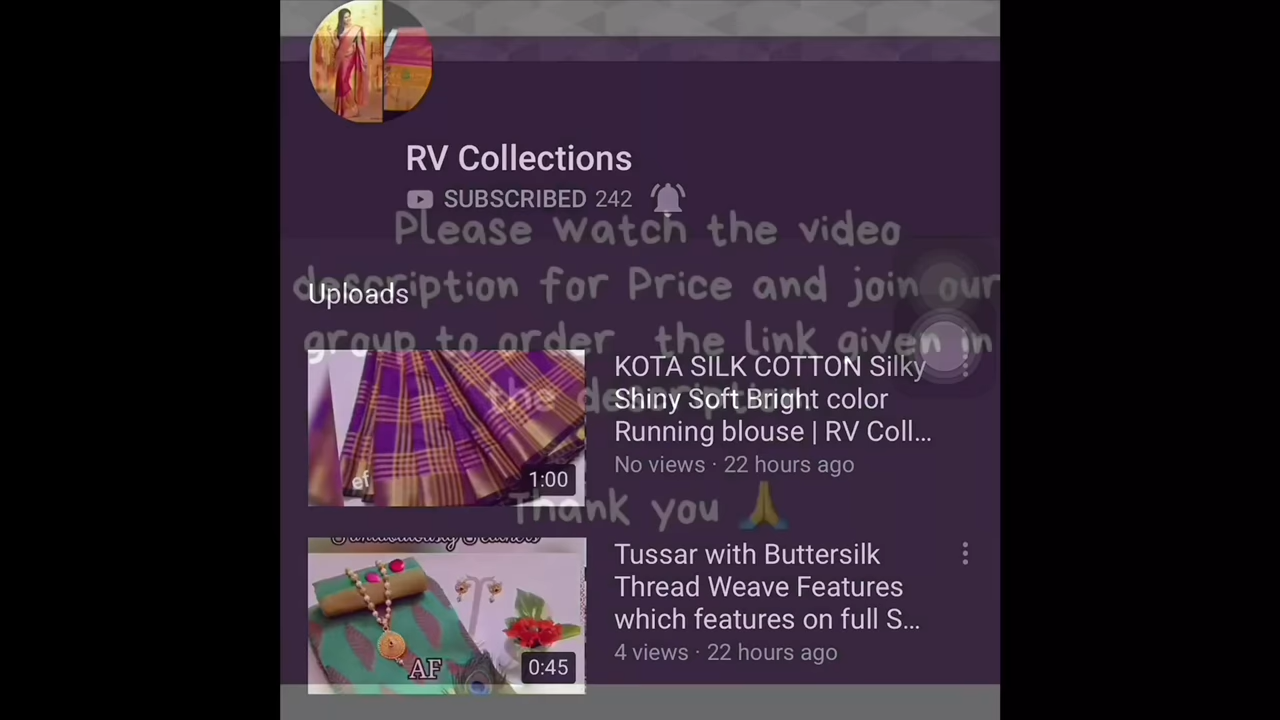 RV Collections
SUBSCRIBED 242
Please watch the video
description for Price and join our
Uploads
group to order the link given in
the description.
KOTA SILK COTTON Silky
Shiny Soft Bright color
Running blouse | RV Coll...
No views · 22 hours ago
ef
1:00
Thank you 🙏
Tussar with Buttersilk
Thread Weave Features
which features on full S...
4 views · 22 hours ago
AF
0:45